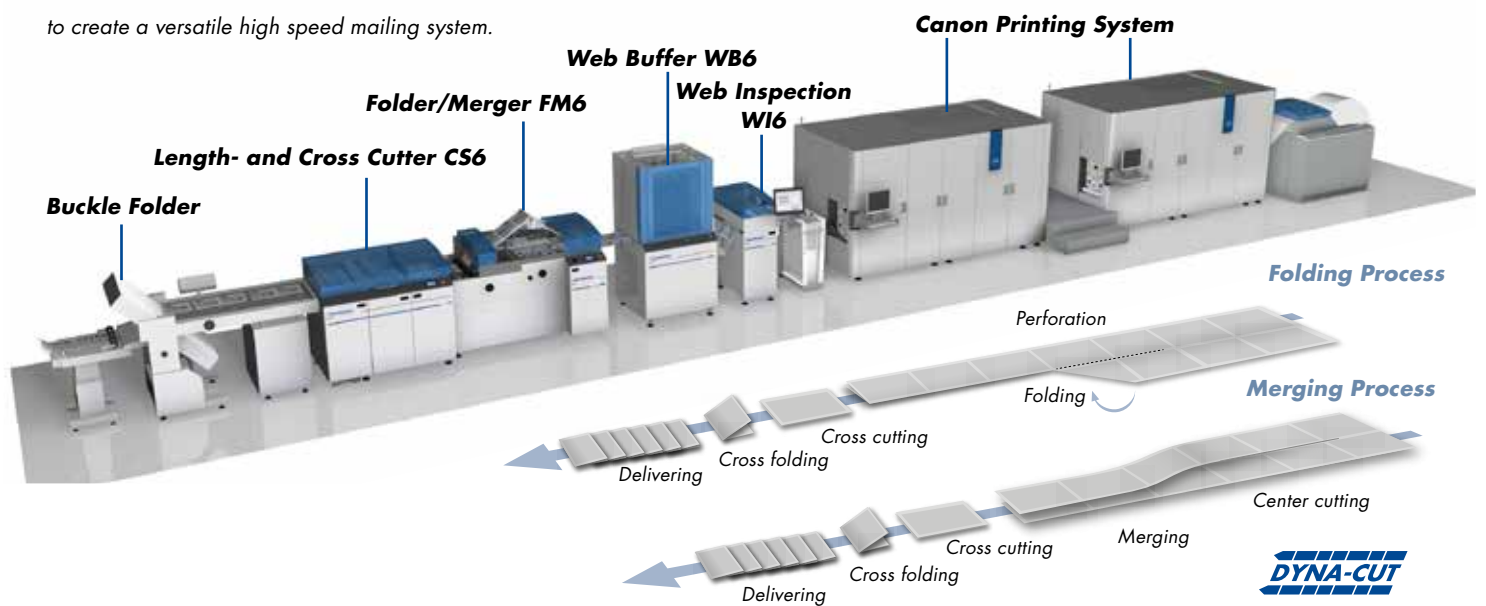 to create a versatile high speed mailing system.
Canon Printing System
Web Buffer WB6
Web Inspection
WI6
Folder/Merger FM6
Length- and Cross Cutter CS6
Buckle Folder
Folding Process
Perforation
Folding
Cross cutting
Cross folding
Delivering
Merging Process
Center cutting
Merging
Cross cutting
Cross folding
Delivering
DYNA-CUT